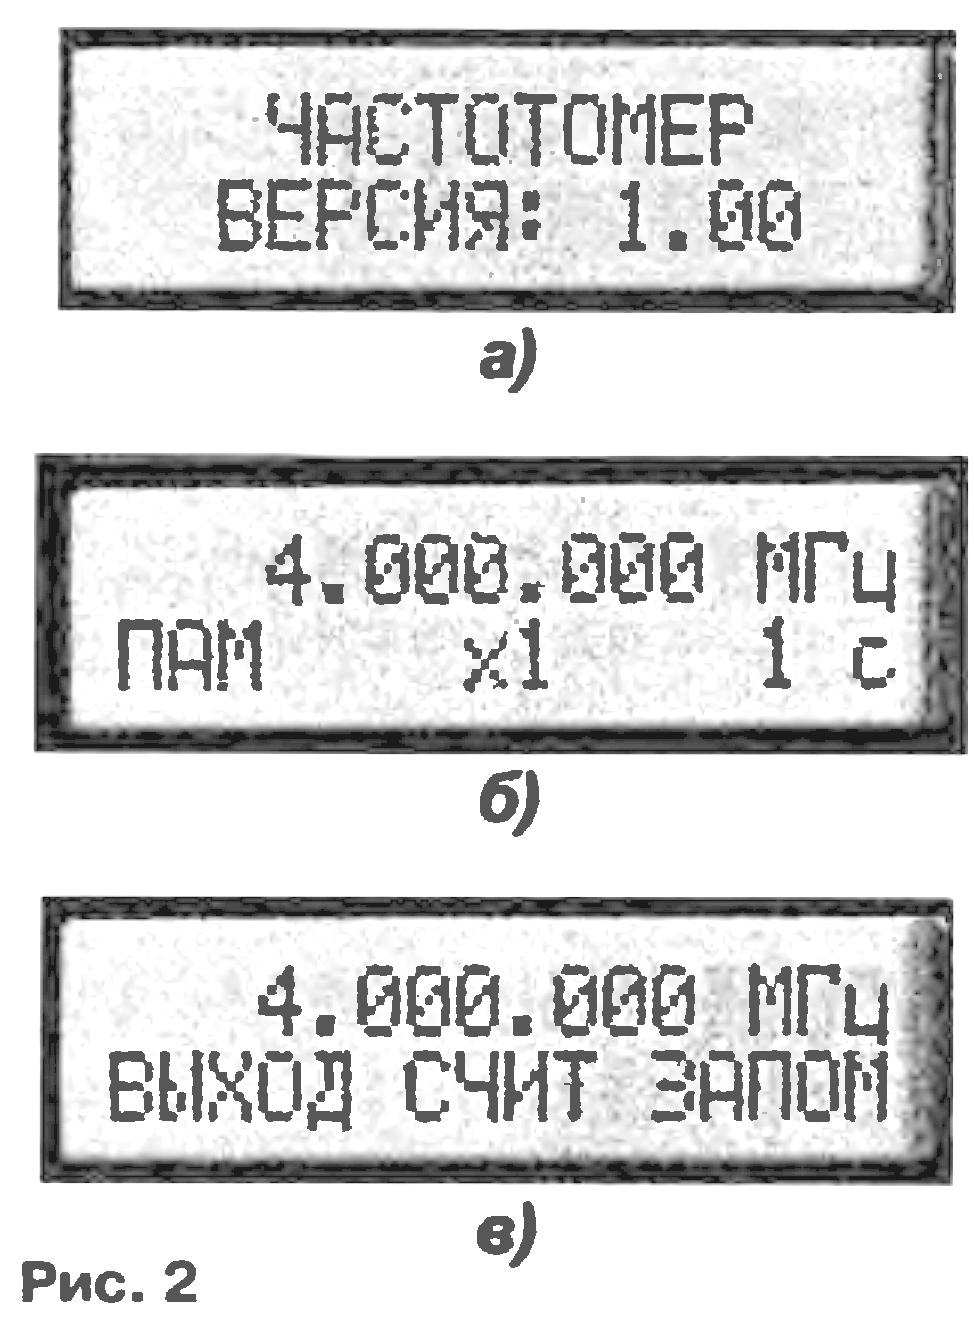 ЧАСТОТОМЕР
ВЕРСИЯ: 1.00
а)
4.000.000 МГц
ПАМ x1 1 с
б)
4.000.000 МГц
ВЫХОД СЧИТ ЗАПОМ
в)
Рис. 2